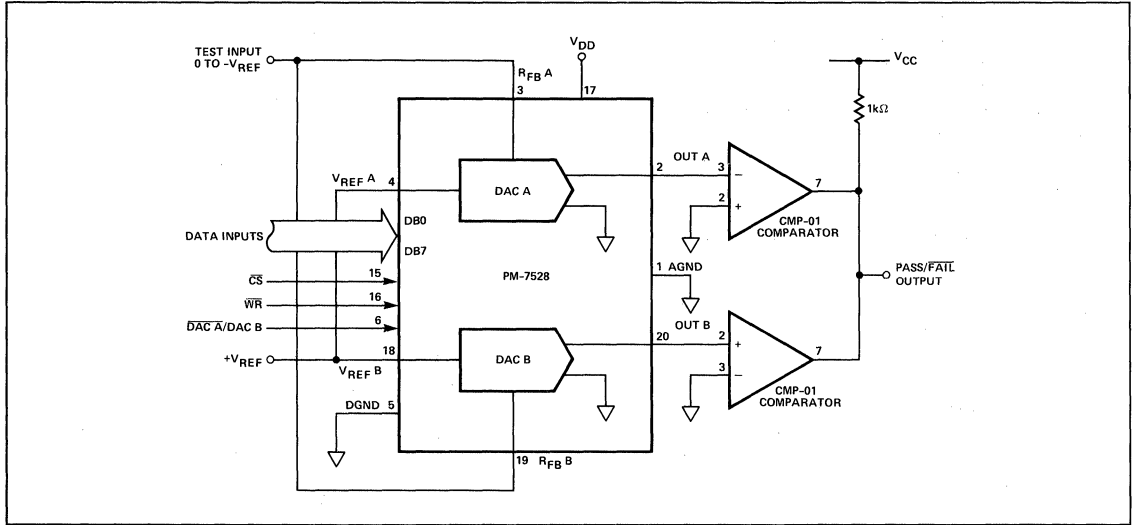 TEST INPUT
0 TO -VREF
VDD
VCC
RFB A
3
17
1kΩ
OUT A
2
3
−
7
VREF A
4
DAC A
2
+
CMP-01
COMPARATOR
DB0
DATA INPUTS
DB7
1 AGND
PASS/FAIL
OUTPUT
PM-7528
CS
15
WR
16
OUT B
DAC A/DAC B
6
20
2
+
+VREF
18
DAC B
7
VREF B
3
−
CMP-01
COMPARATOR
DGND
5
19
RFB B